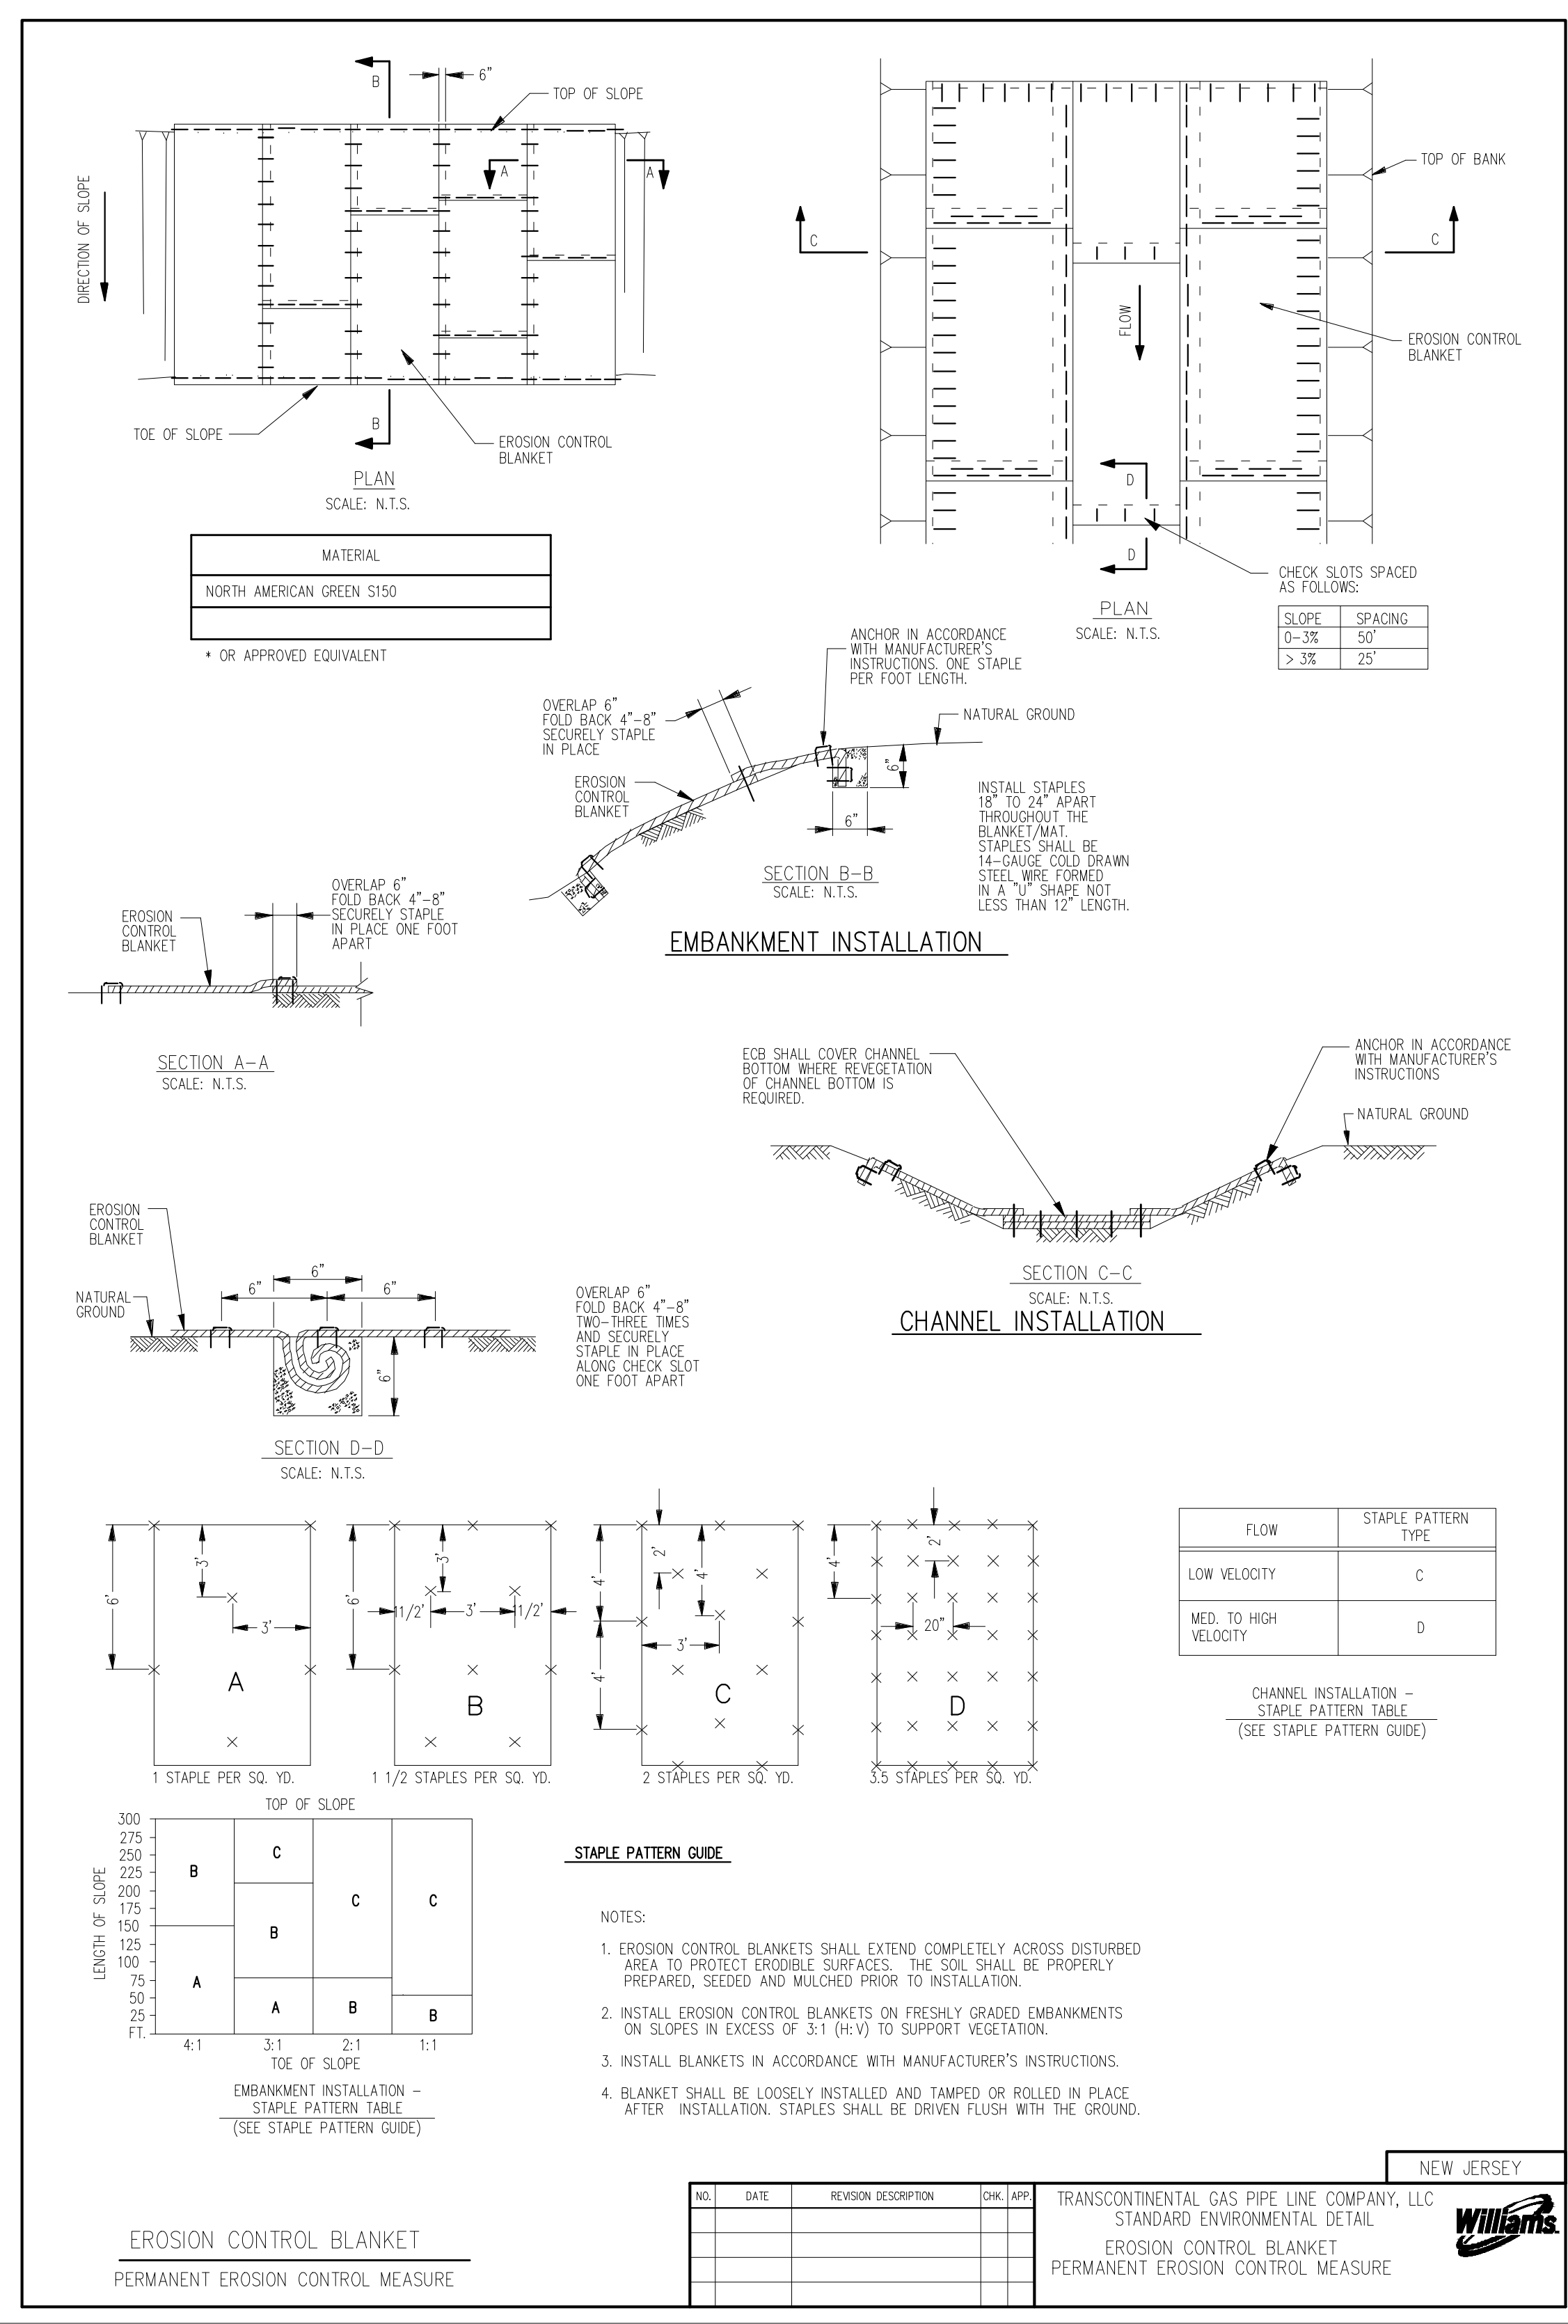 B
6"
TOP OF SLOPE
A
A
DIRECTION OF SLOPE
B
TOE OF SLOPE
EROSION CONTROL
BLANKET
PLAN
SCALE: N.T.S.
TOP OF BANK
C
C
FLOW
EROSION CONTROL
BLANKET
D
D
CHECK SLOTS SPACED
AS FOLLOWS:
PLAN
SCALE: N.T.S.
SLOPE SPACING
0-3% 50'
> 3% 25'
MATERIAL
NORTH AMERICAN GREEN S150
* OR APPROVED EQUIVALENT
ANCHOR IN ACCORDANCE
WITH MANUFACTURER'S
INSTRUCTIONS. ONE STAPLE
PER FOOT LENGTH.
OVERLAP 6"
FOLD BACK 4"-8"
SECURELY STAPLE
IN PLACE
NATURAL GROUND
EROSION
CONTROL
BLANKET
6"
6"
INSTALL STAPLES
18" TO 24" APART
THROUGHOUT THE
BLANKET/MAT.
STAPLES SHALL BE
14-GAUGE COLD DRAWN
STEEL WIRE FORMED
IN A "U" SHAPE NOT
LESS THAN 12" LENGTH.
SECTION B-B
SCALE: N.T.S.
EMBANKMENT INSTALLATION
OVERLAP 6"
FOLD BACK 4"-8"
SECURELY STAPLE
IN PLACE ONE FOOT
APART
EROSION
CONTROL
BLANKET
SECTION A-A
SCALE: N.T.S.
ECB SHALL COVER CHANNEL
BOTTOM WHERE REVEGETATION
OF CHANNEL BOTTOM IS
REQUIRED.
ANCHOR IN ACCORDANCE
WITH MANUFACTURER'S
INSTRUCTIONS
NATURAL GROUND
SECTION C-C
SCALE: N.T.S.
CHANNEL INSTALLATION
EROSION
CONTROL
BLANKET
NATURAL
GROUND
6"
6"
6"
6"
OVERLAP 6"
FOLD BACK 4"-8"
TWO-THREE TIMES
AND SECURELY
STAPLE IN PLACE
ALONG CHECK SLOT
ONE FOOT APART
SECTION D-D
SCALE: N.T.S.
6'
3'
3'
A
1 STAPLE PER SQ. YD.
6'
3'
11/2'
3'
11/2'
B
1 1/2 STAPLES PER SQ. YD.
4'
4'
2'
4'
3'
C
2 STAPLES PER SQ. YD.
4'
2'
20"
D
3.5 STAPLES PER SQ. YD.
FLOW STAPLE PATTERN
TYPE
LOW VELOCITY C
MED. TO HIGH
VELOCITY D
CHANNEL INSTALLATION -
STAPLE PATTERN TABLE
(SEE STAPLE PATTERN GUIDE)
TOP OF SLOPE
LENGTH OF SLOPE
300
275
250
225
200
175
150
125
100
75
50
25
FT.
B
A
C
B
A
C
B
C
B
4:1 3:1 2:1 1:1
TOE OF SLOPE
EMBANKMENT INSTALLATION -
STAPLE PATTERN TABLE
(SEE STAPLE PATTERN GUIDE)
STAPLE PATTERN GUIDE
NOTES:
1. EROSION CONTROL BLANKETS SHALL EXTEND COMPLETELY ACROSS DISTURBED
AREA TO PROTECT ERODIBLE SURFACES. THE SOIL SHALL BE PROPERLY
PREPARED, SEEDED AND MULCHED PRIOR TO INSTALLATION.
2. INSTALL EROSION CONTROL BLANKETS ON FRESHLY GRADED EMBANKMENTS
ON SLOPES IN EXCESS OF 3:1 (H:V) TO SUPPORT VEGETATION.
3. INSTALL BLANKETS IN ACCORDANCE WITH MANUFACTURER'S INSTRUCTIONS.
4. BLANKET SHALL BE LOOSELY INSTALLED AND TAMPED OR ROLLED IN PLACE
AFTER INSTALLATION. STAPLES SHALL BE DRIVEN FLUSH WITH THE GROUND.
NEW JERSEY
EROSION CONTROL BLANKET
PERMANENT EROSION CONTROL MEASURE
NO. DATE REVISION DESCRIPTION CHK. APP.
TRANSCONTINENTAL GAS PIPE LINE COMPANY, LLC
STANDARD ENVIRONMENTAL DETAIL
EROSION CONTROL BLANKET
PERMANENT EROSION CONTROL MEASURE
Williams.